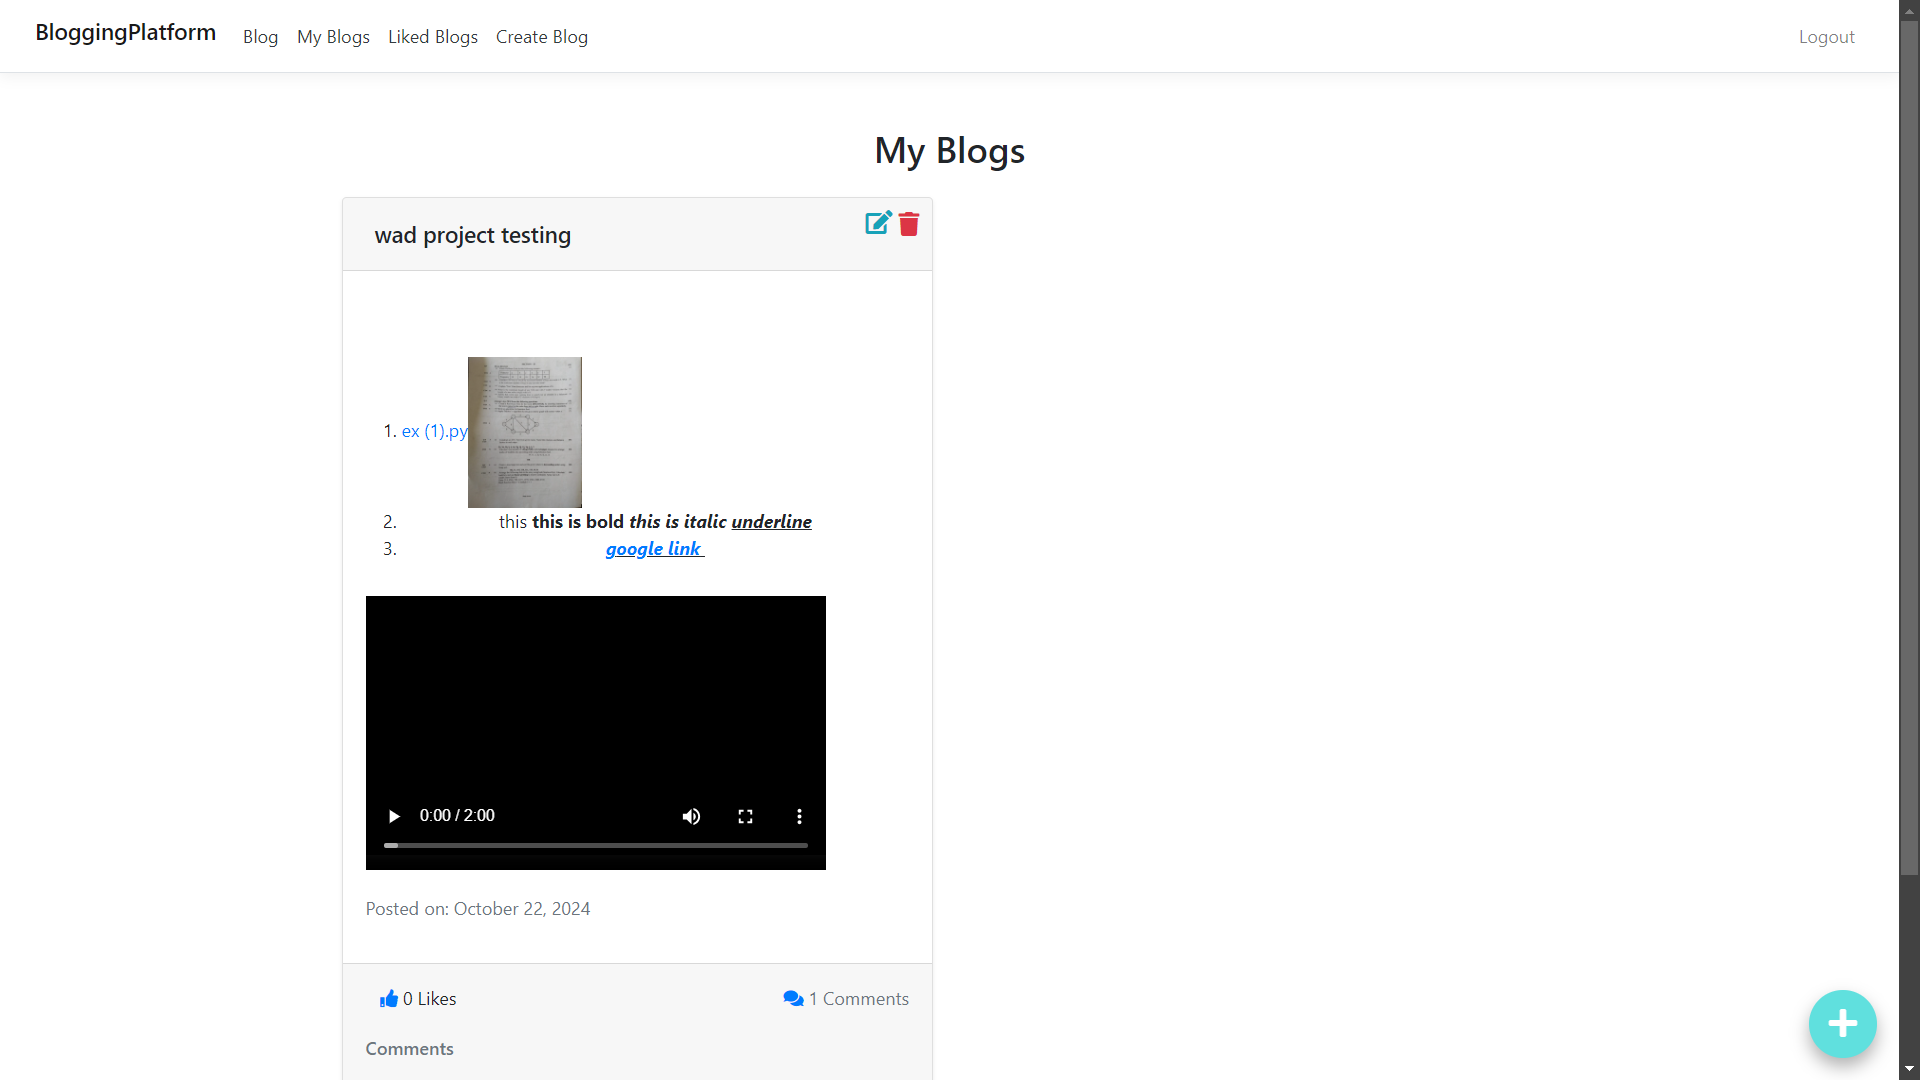 BloggingPlatform Blog My Blogs Liked Blogs Create Blog Logout
My Blogs
wad project testing
1. ex (1).py
2. this this is bold this is italic underline
3. google link
0:00 / 2:00
Posted on: October 22, 2024
0 Likes 1 Comments
Comments